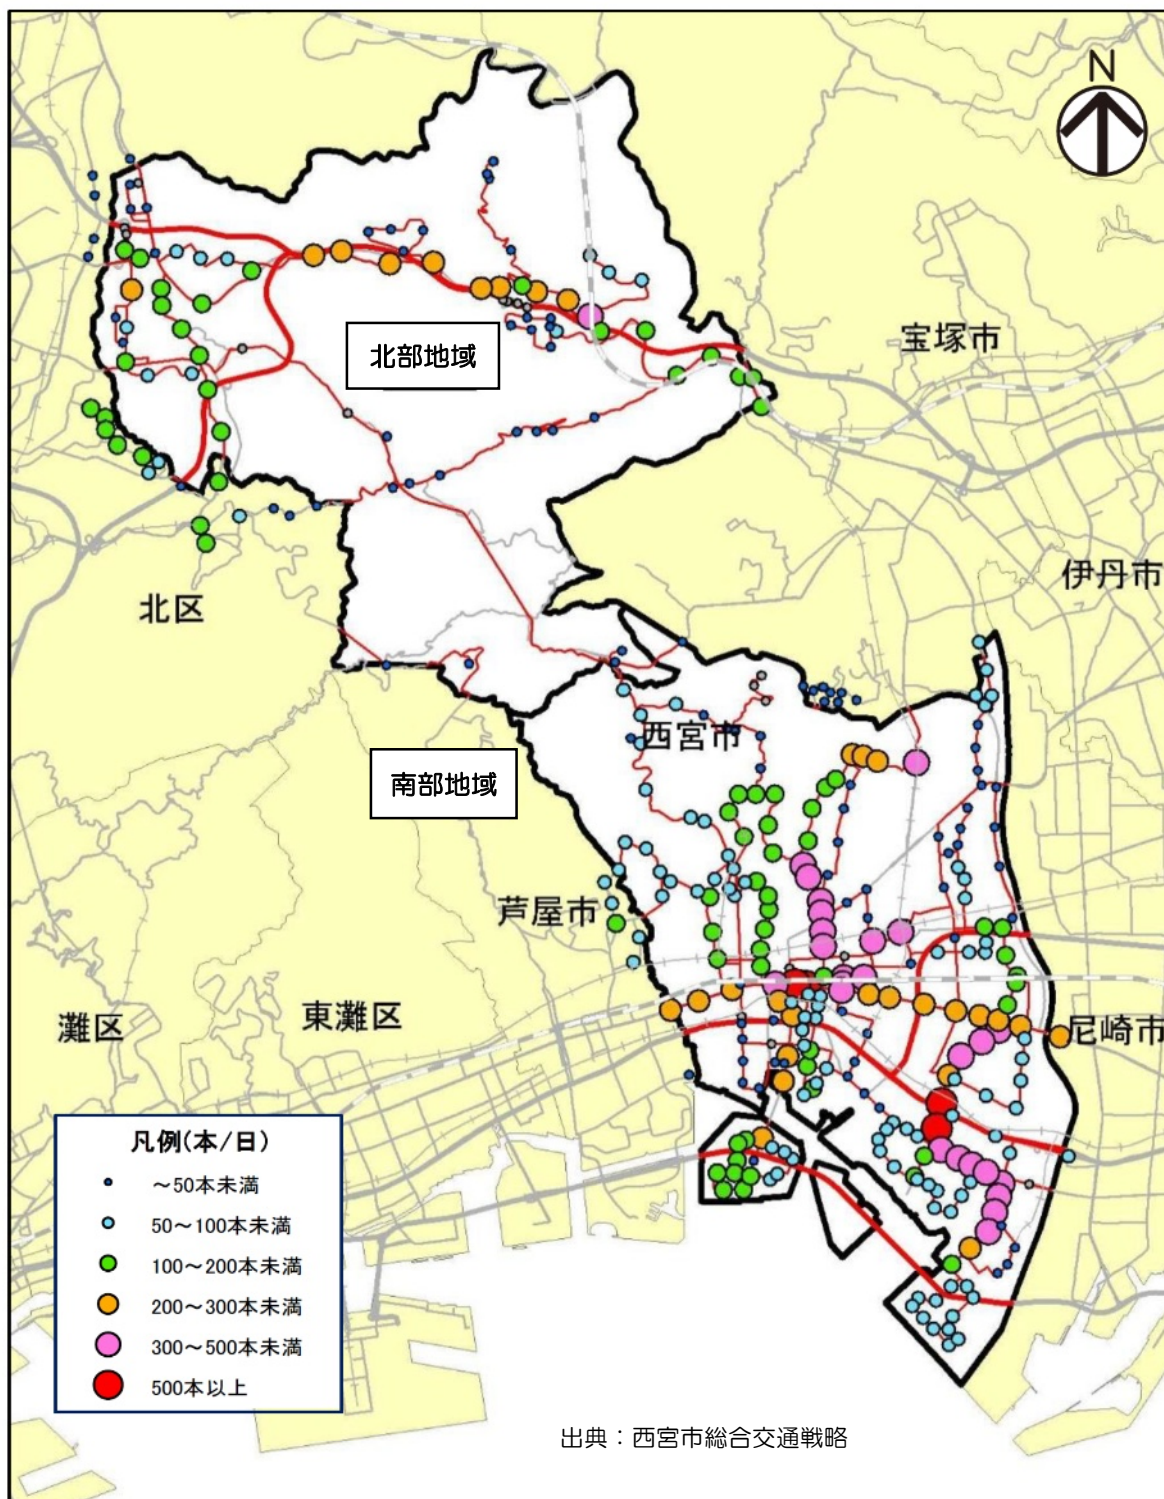 N
宝塚市
北部地域
伊丹市
北区
西宮市
南部地域
芦屋市
東灘区
灘区
尼崎市
凡例(本/日)
～50本未満
50～100本未満
100～200本未満
200～300本未満
300～500本未満
500本以上
出典：西宮市総合交通戦略